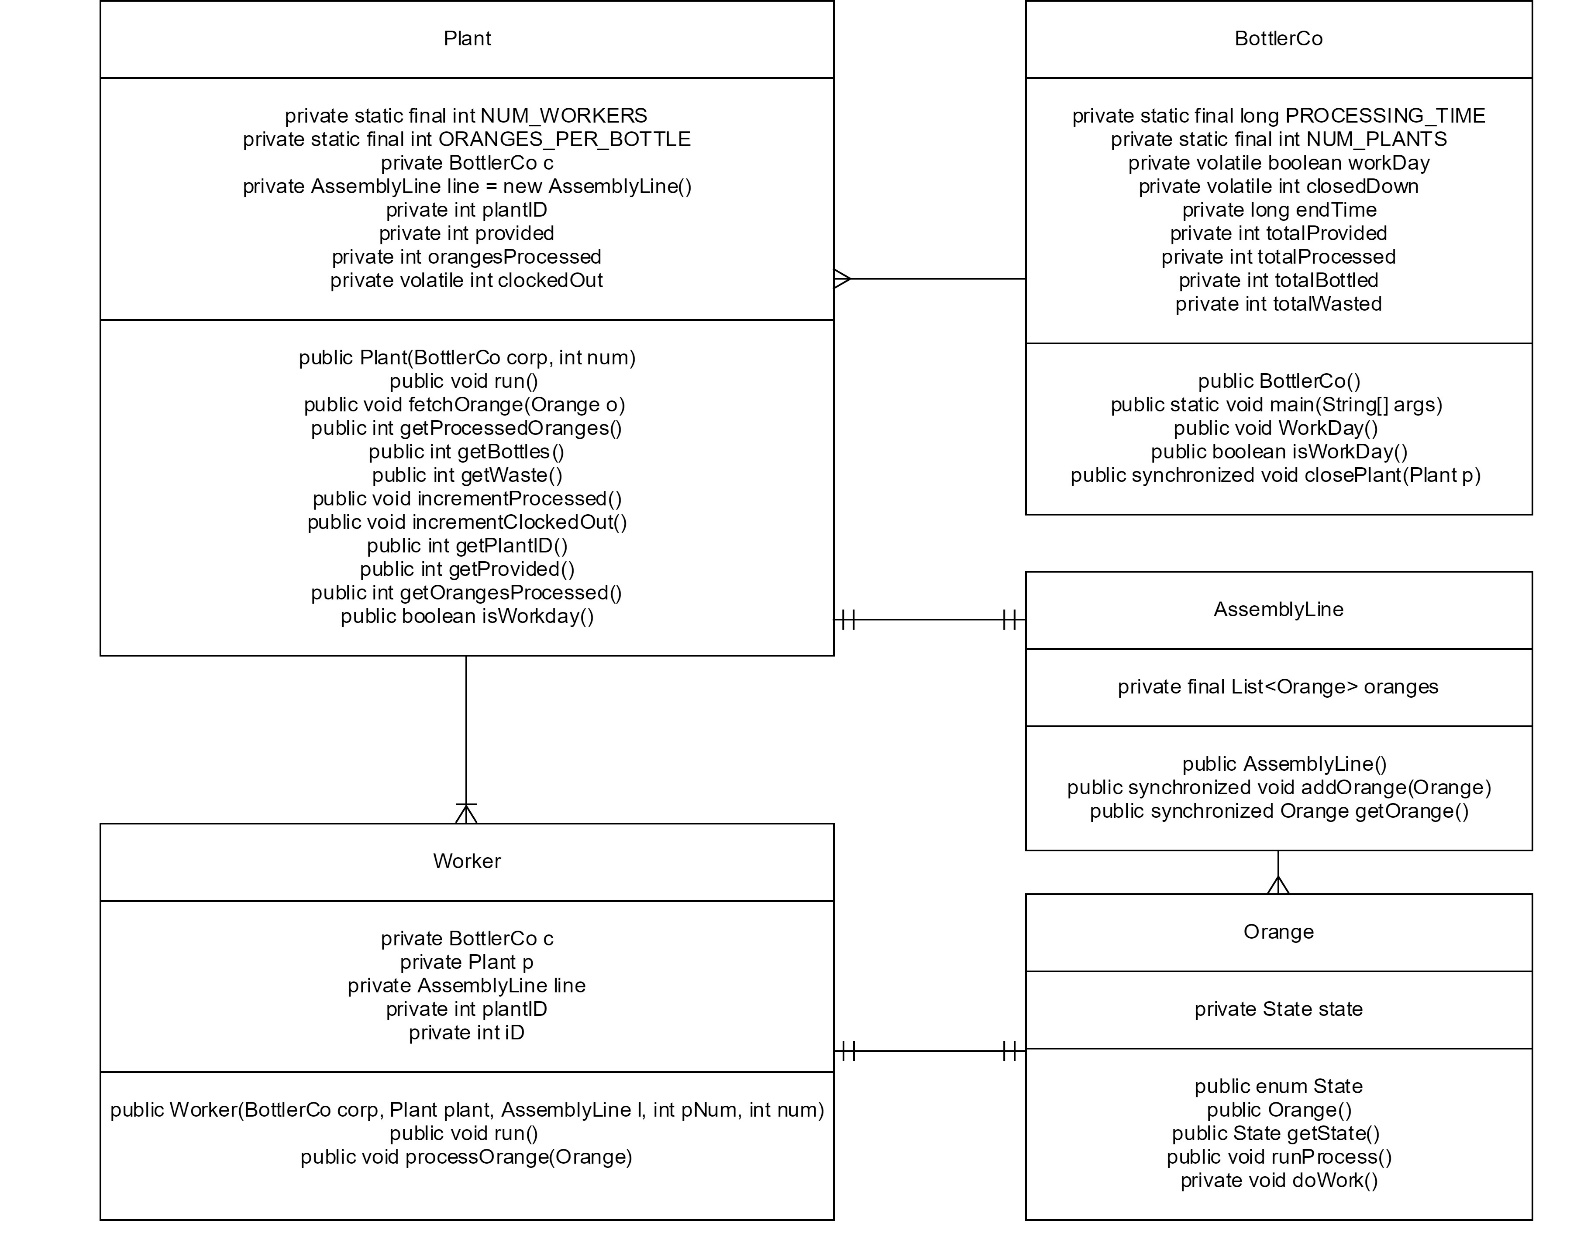 Plant
private static final int NUM_WORKERS
private static final int ORANGES_PER_BOTTLE
private BottlerCo c
private AssemblyLine line = new AssemblyLine()
private int plantID
private int provided
private int orangesProcessed
private volatile int clockedOut
public Plant(BottlerCo corp, int num)
public void run()
public void fetchOrange(Orange o)
public int getProcessedOranges()
public int getBottles()
public int getWaste()
public void incrementProcessed()
public void incrementClockedOut()
public int getPlantID()
public int getProvided()
public int getOrangesProcessed()
public boolean isWorkday()
BottlerCo
private static final long PROCESSING_TIME
private static final int NUM_PLANTS
private volatile boolean workDay
private volatile int closedDown
private long endTime
private int totalProvided
private int totalProcessed
private int totalBottled
private int totalWasted
public BottlerCo()
public static void main(String[] args)
public void WorkDay()
public boolean isWorkDay()
public synchronized void closePlant(Plant p)
AssemblyLine
private final List<Orange> oranges
public AssemblyLine()
public synchronized void addOrange(Orange)
public synchronized Orange getOrange()
Worker
private BottlerCo c
private Plant p
private AssemblyLine line
private int plantID
private int iD
public Worker(BottlerCo corp, Plant plant, AssemblyLine l, int pNum, int num)
public void run()
public void processOrange(Orange)
Orange
private State state
public enum State
public Orange()
public State getState()
public void runProcess()
private void doWork()